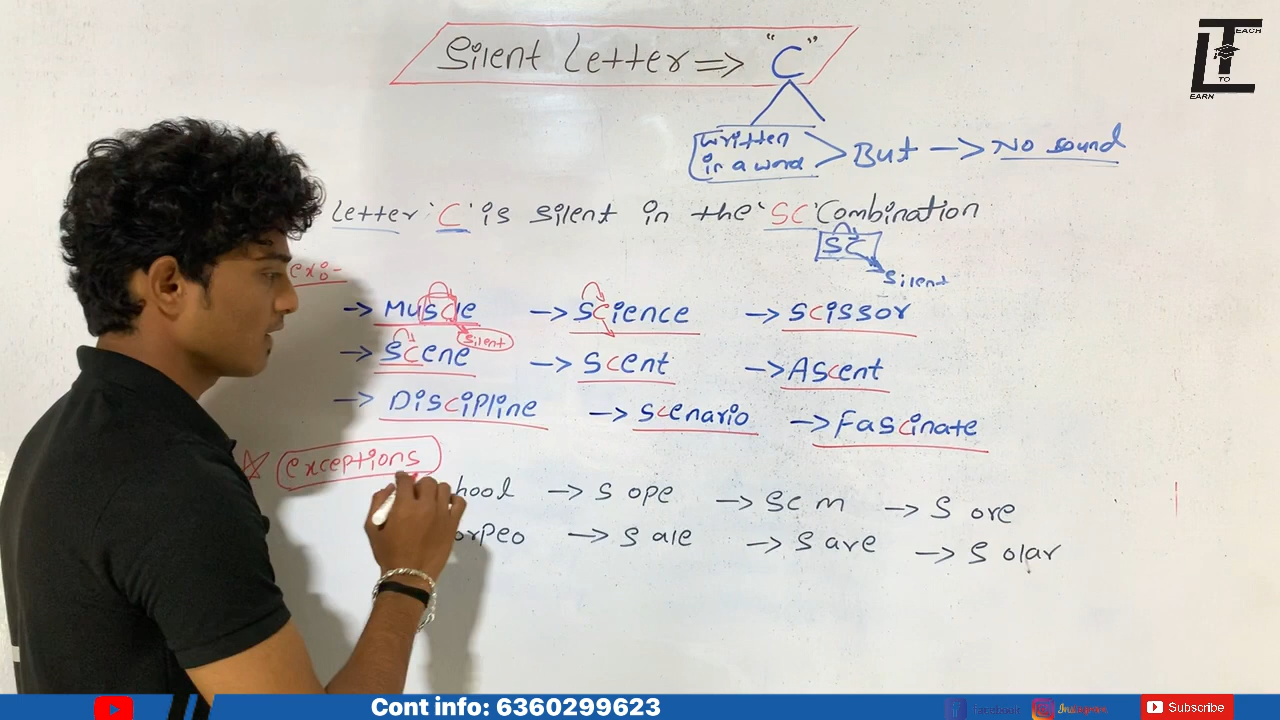 Silent Letter => "C"
L EARN T EACH TO
Written in a word But -> No sound
Letter 'C' is silent in the 'SC' Combination
SC silent
ex:-
-> Muscle -> Science -> Scissor
silent
-> Scene -> Scent -> Ascent
-> Discipline -> Scenario -> Fascinate
☆ exceptions
hool -> S ope -> SC m -> S ore
orpeo -> S ale -> S are -> S olar
Cont info: 6360299623 Facebook Instagram Subscribe